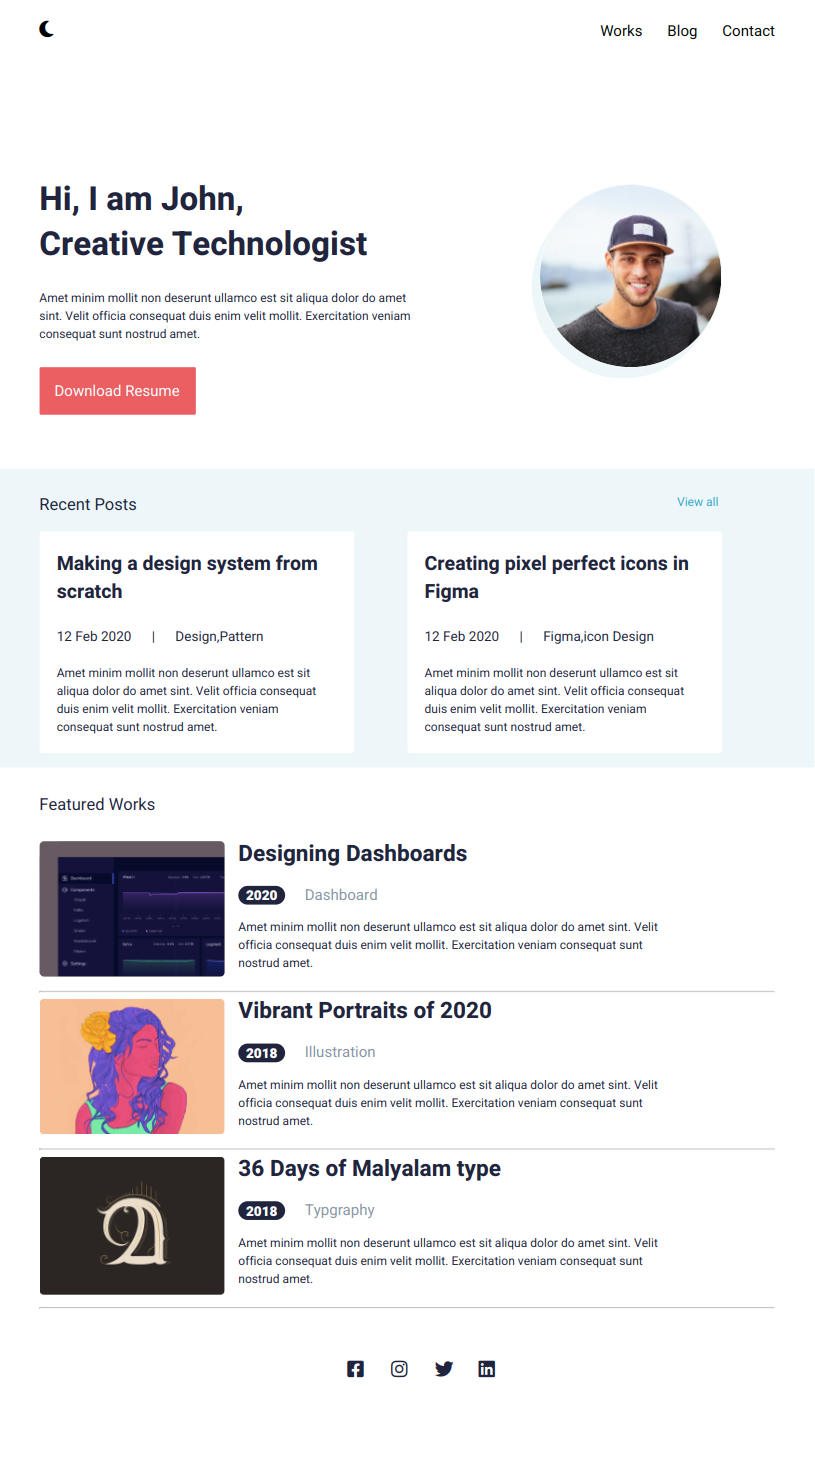 Works Blog Contact
Hi, I am John,
Creative Technologist
Amet minim mollit non deserunt ullamco est sit aliqua dolor do amet
sint. Velit officia consequat duis enim velit mollit. Exercitation veniam
consequat sunt nostrud amet.
Download Resume
Recent Posts
View all
Making a design system from
scratch
12 Feb 2020 | Design,Pattern
Amet minim mollit non deserunt ullamco est sit
aliqua dolor do amet sint. Velit officia consequat
duis enim velit mollit. Exercitation veniam
consequat sunt nostrud amet.
Creating pixel perfect icons in
Figma
12 Feb 2020 | Figma,icon Design
Amet minim mollit non deserunt ullamco est sit
aliqua dolor do amet sint. Velit officia consequat
duis enim velit mollit. Exercitation veniam
consequat sunt nostrud amet.
Featured Works
Dashboard
Components
Settings
Designing Dashboards
2020 Dashboard
Amet minim mollit non deserunt ullamco est sit aliqua dolor do amet sint. Velit
officia consequat duis enim velit mollit. Exercitation veniam consequat sunt
nostrud amet.
Vibrant Portraits of 2020
2018 Illustration
Amet minim mollit non deserunt ullamco est sit aliqua dolor do amet sint. Velit
officia consequat duis enim velit mollit. Exercitation veniam consequat sunt
nostrud amet.
36 Days of Malyalam type
2018 Typgraphy
Amet minim mollit non deserunt ullamco est sit aliqua dolor do amet sint. Velit
officia consequat duis enim velit mollit. Exercitation veniam consequat sunt
nostrud amet.